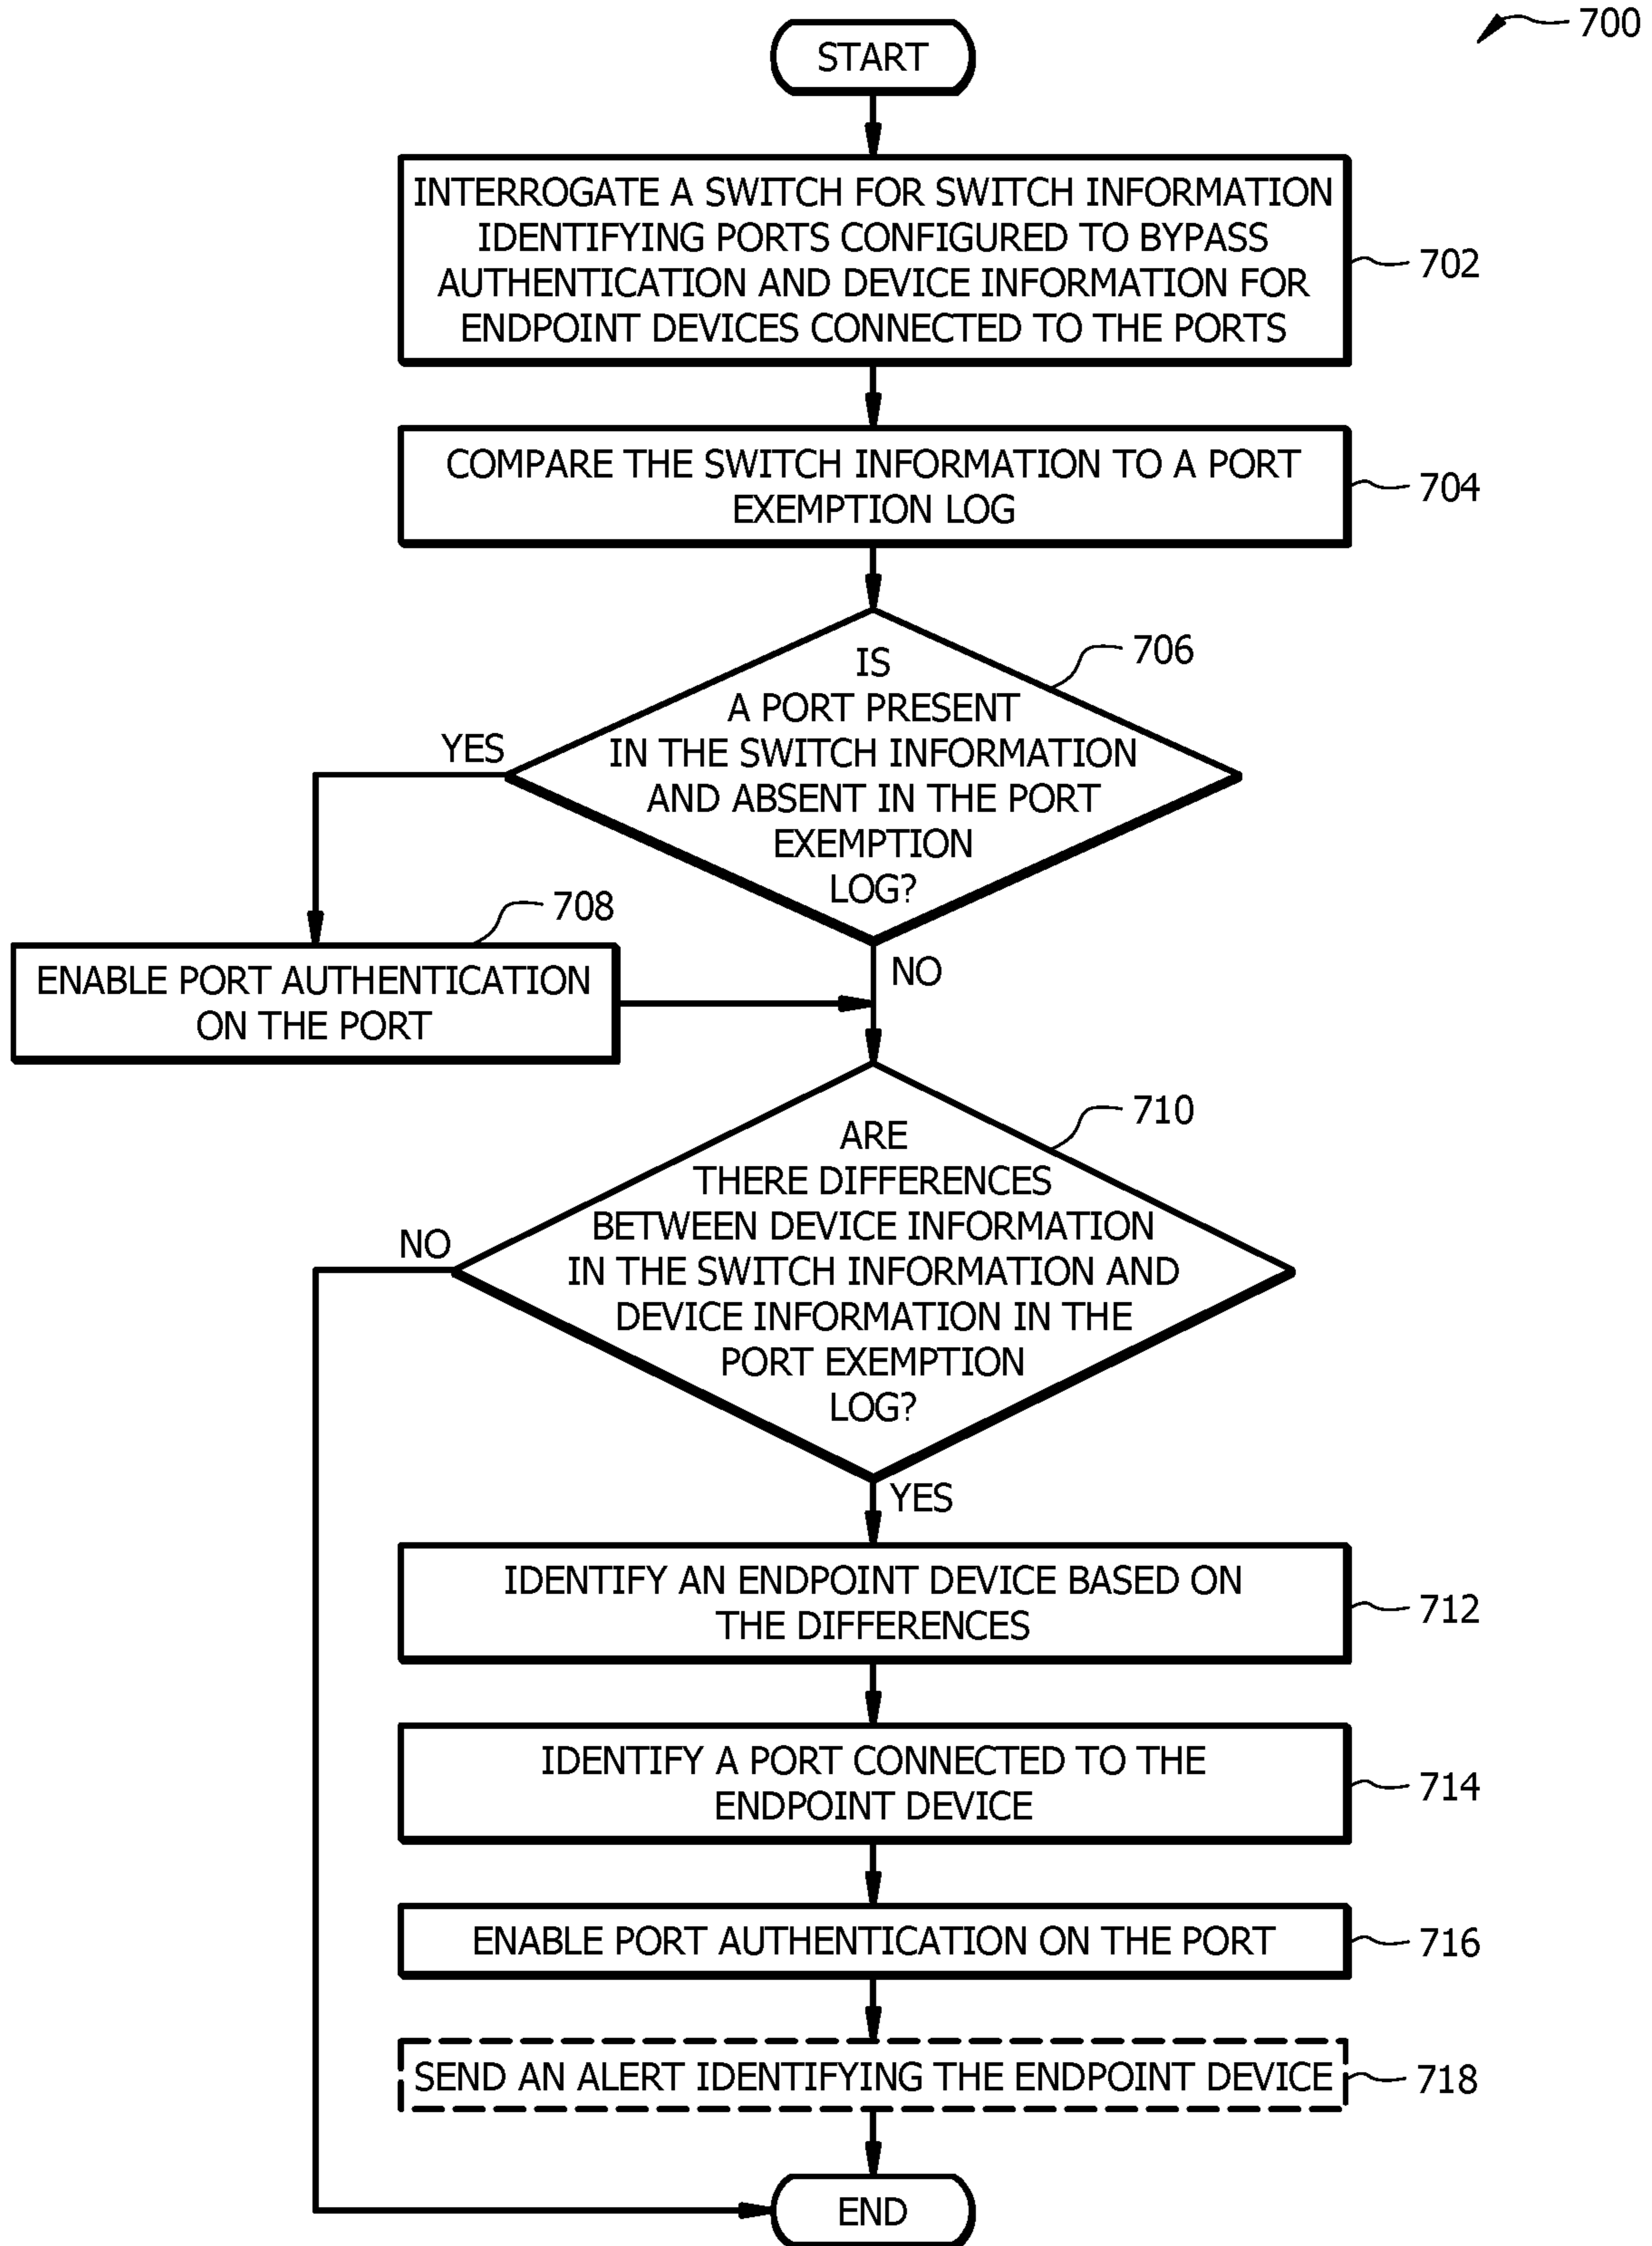 700
START
INTERROGATE A SWITCH FOR SWITCH INFORMATION
IDENTIFYING PORTS CONFIGURED TO BYPASS
AUTHENTICATION AND DEVICE INFORMATION FOR
ENDPOINT DEVICES CONNECTED TO THE PORTS
702
COMPARE THE SWITCH INFORMATION TO A PORT
EXEMPTION LOG
704
IS
A PORT PRESENT
IN THE SWITCH INFORMATION
AND ABSENT IN THE PORT
EXEMPTION
LOG?
706
YES
NO
708
ENABLE PORT AUTHENTICATION
ON THE PORT
ARE
THERE DIFFERENCES
BETWEEN DEVICE INFORMATION
IN THE SWITCH INFORMATION AND
DEVICE INFORMATION IN THE
PORT EXEMPTION
LOG?
710
NO
YES
IDENTIFY AN ENDPOINT DEVICE BASED ON
THE DIFFERENCES
712
IDENTIFY A PORT CONNECTED TO THE
ENDPOINT DEVICE
714
ENABLE PORT AUTHENTICATION ON THE PORT
716
SEND AN ALERT IDENTIFYING THE ENDPOINT DEVICE
718
END